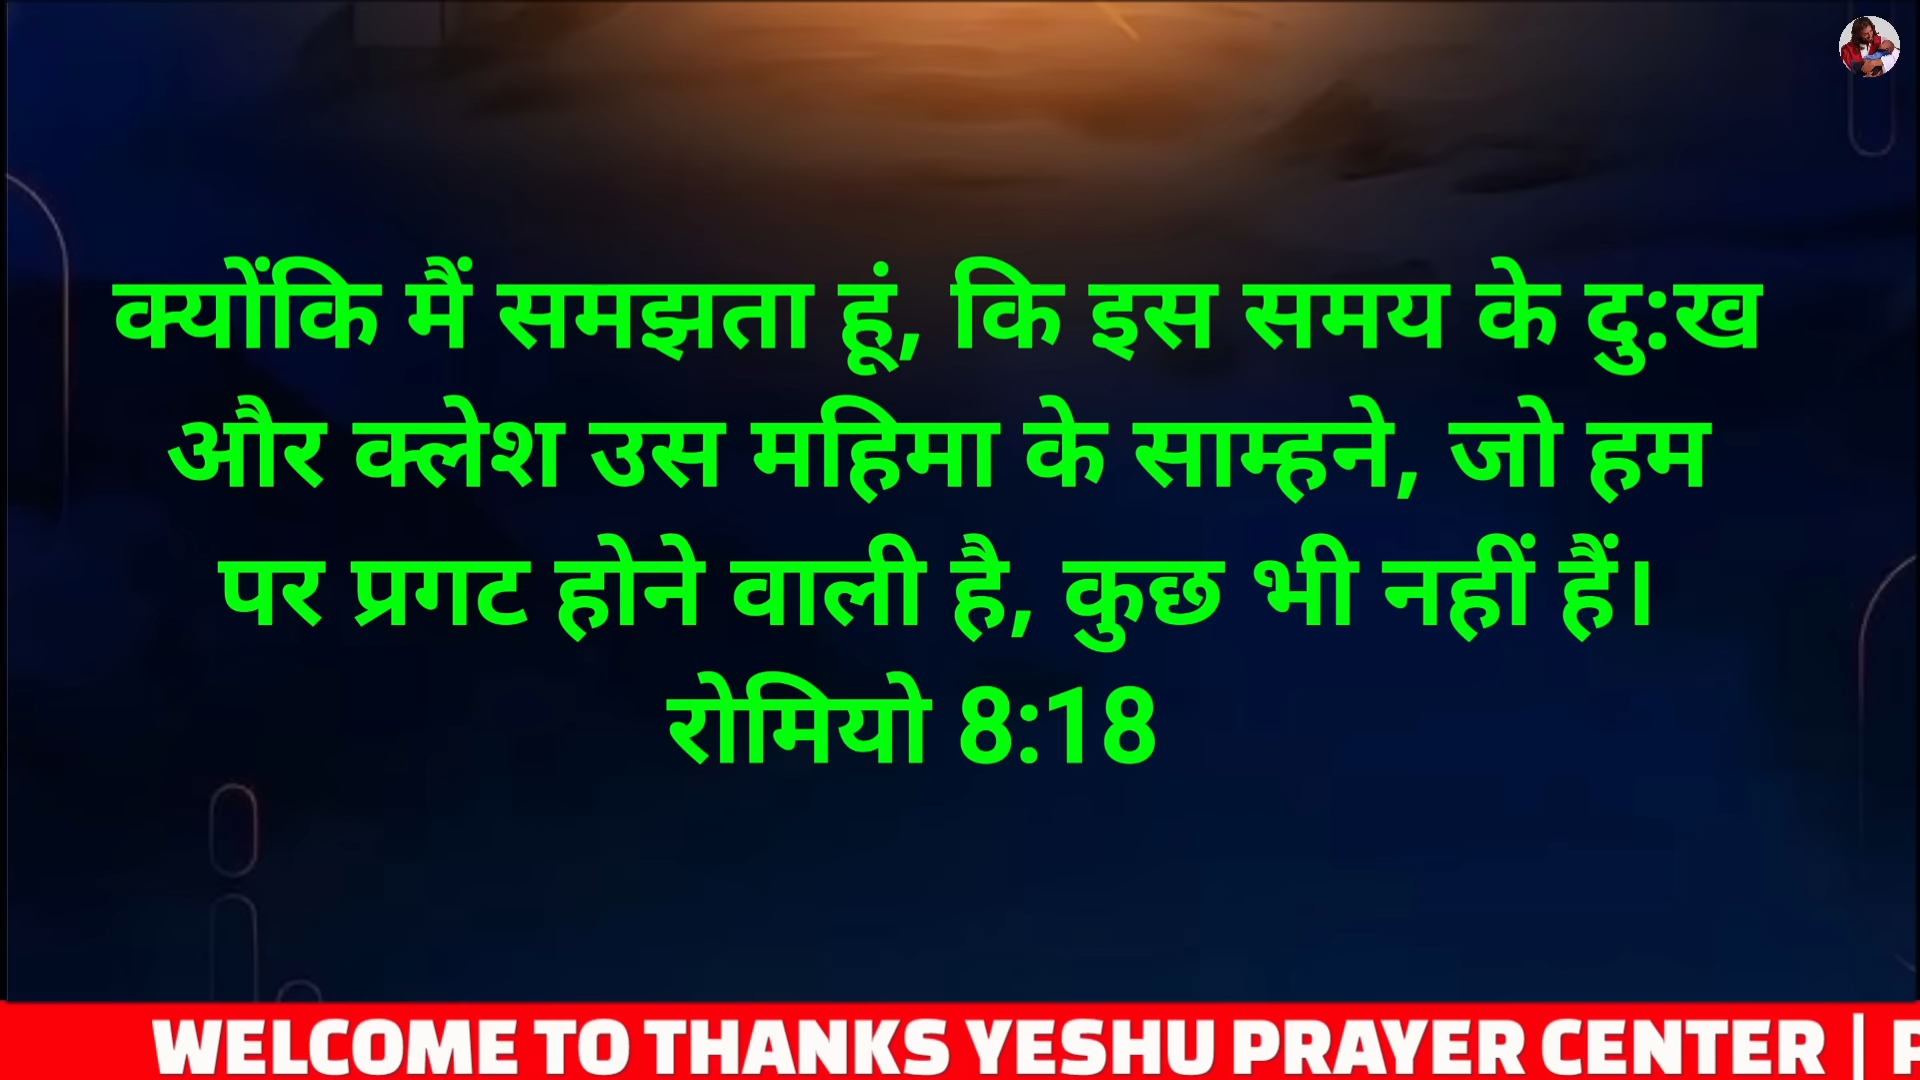 क्योंकि मैं समझता हूं, कि इस समय के दु:ख
और क्लेश उस महिमा के साम्हने, जो हम
पर प्रगट होने वाली है, कुछ भी नहीं हैं।
रोमियो 8:18
WELCOME TO THANKS YESHU PRAYER CENTER |